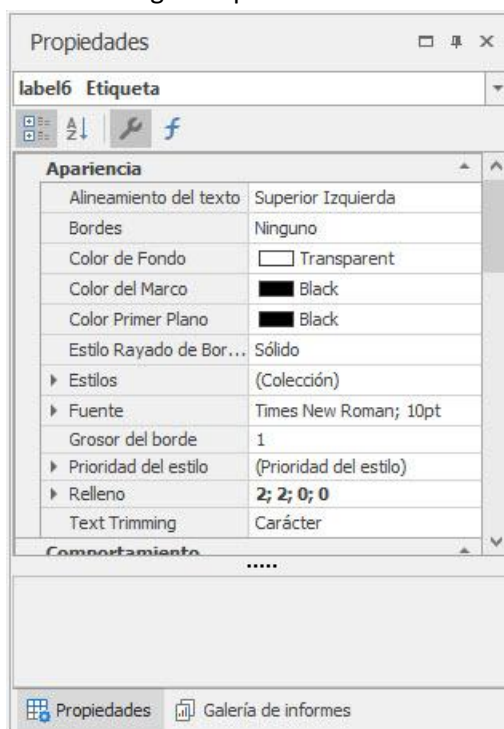 Propiedades
label6 Etiqueta
Apariencia
Alineamiento del texto Superior Izquierda
Bordes Ninguno
Color de Fondo Transparent
Color del Marco Black
Color Primer Plano Black
Estilo Rayado de Bor... Sólido
Estilos (Colección)
Fuente Times New Roman; 10pt
Grosor del borde 1
Prioridad del estilo (Prioridad del estilo)
Relleno 2; 2; 0; 0
Text Trimming Carácter
Comportamiento
Propiedades Galería de informes